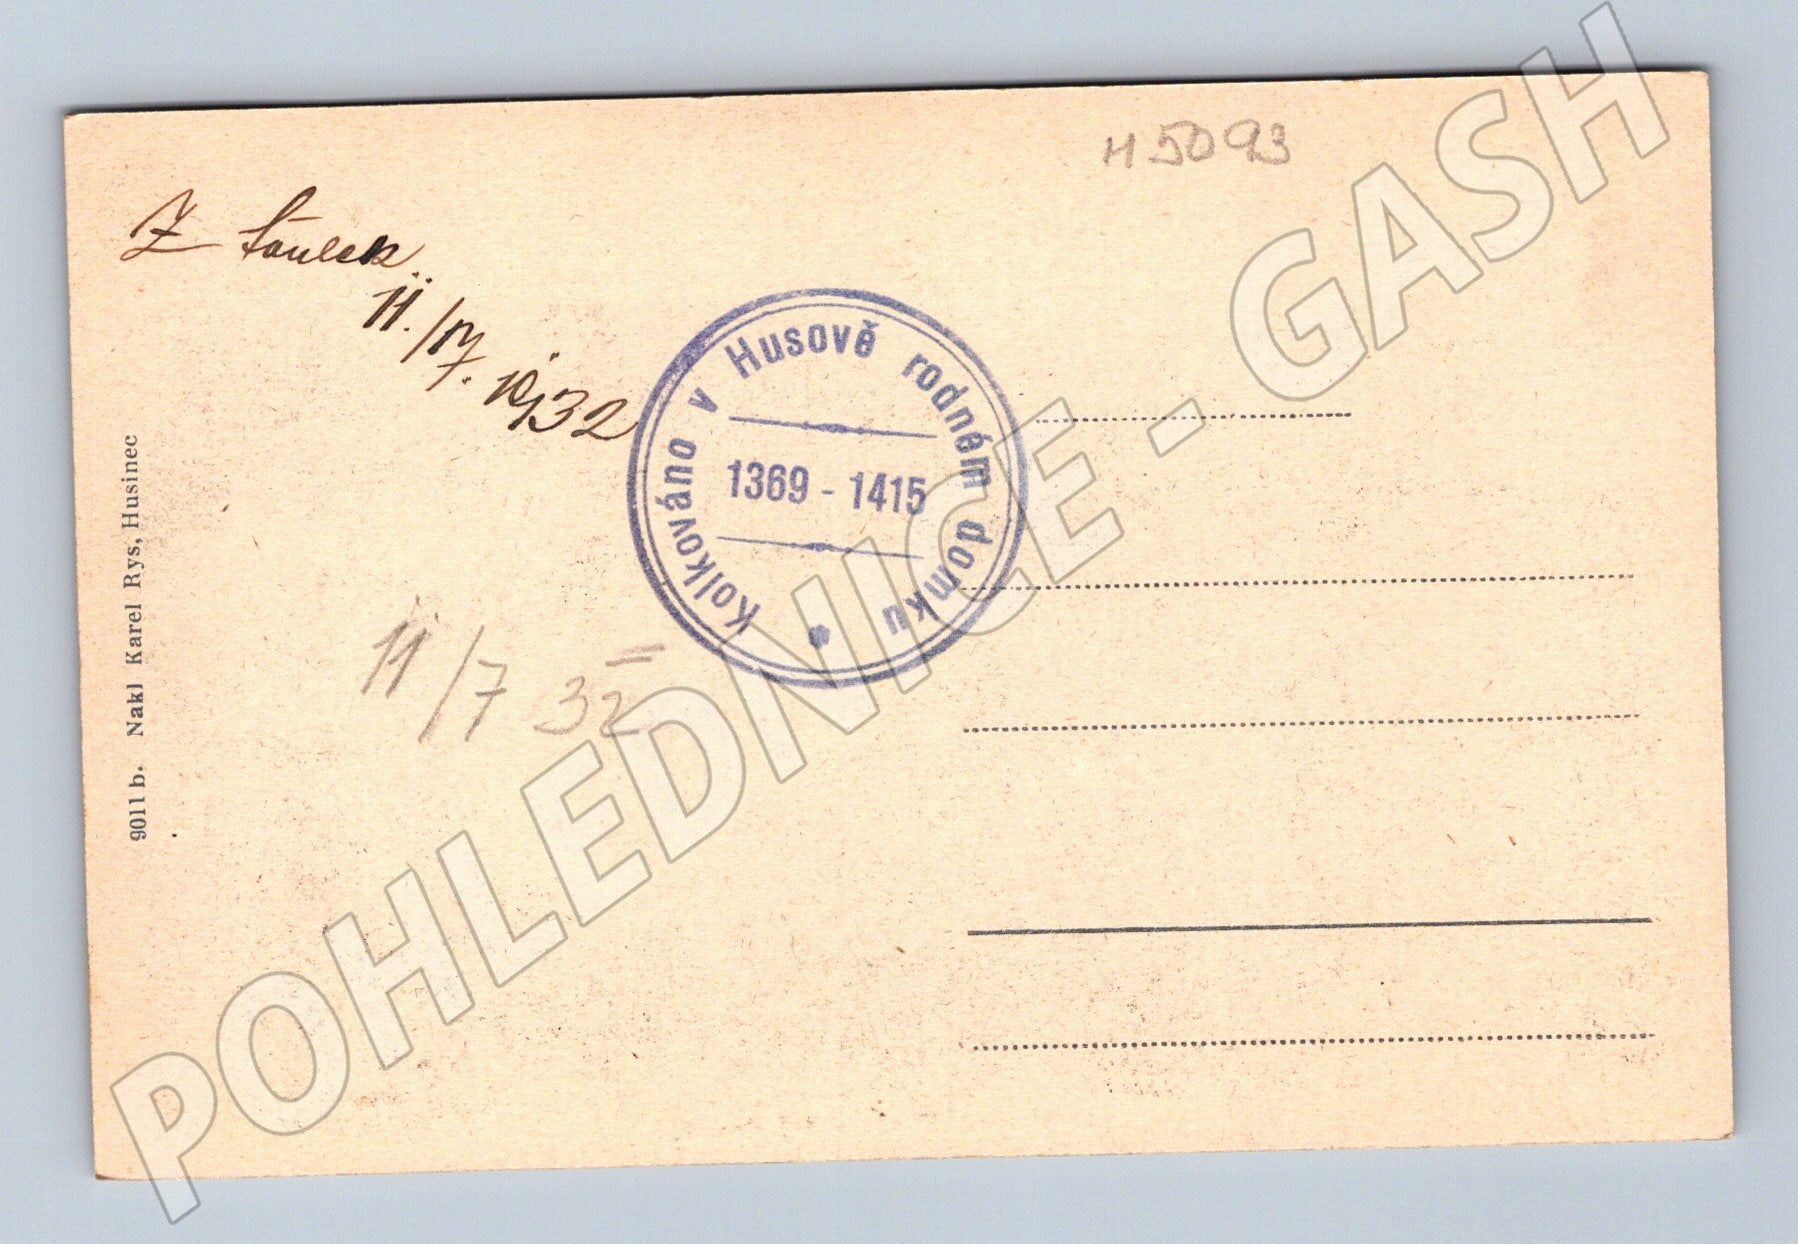 H 5093
Z
11./7. 1932
Kolkováno v Husově rodném domku
1369 - 1415
11/7 32
9011 b. Nakl Karel Rys, Husinec
POHLEDNICE - GASH